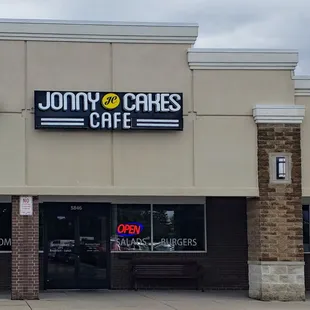 JONNY JC CAKES
CAFE
OPEN
SALADS BURGERS